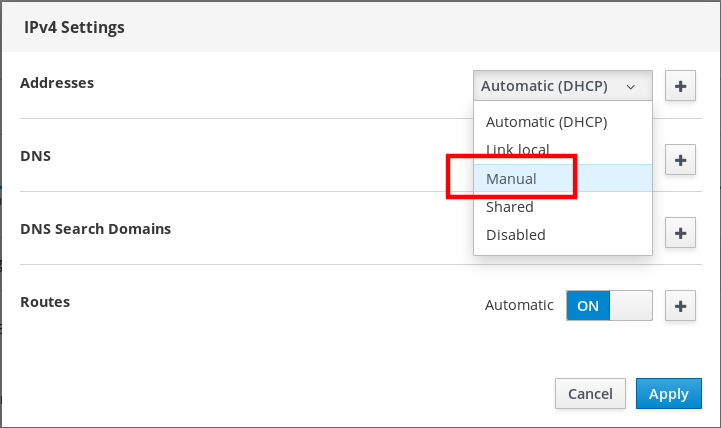 IPv4 Settings
Addresses
Automatic (DHCP)
+
Automatic (DHCP)
Link local
DNS
+
Manual
Shared
DNS Search Domains
+
Disabled
Routes
Automatic ON +
Cancel Apply